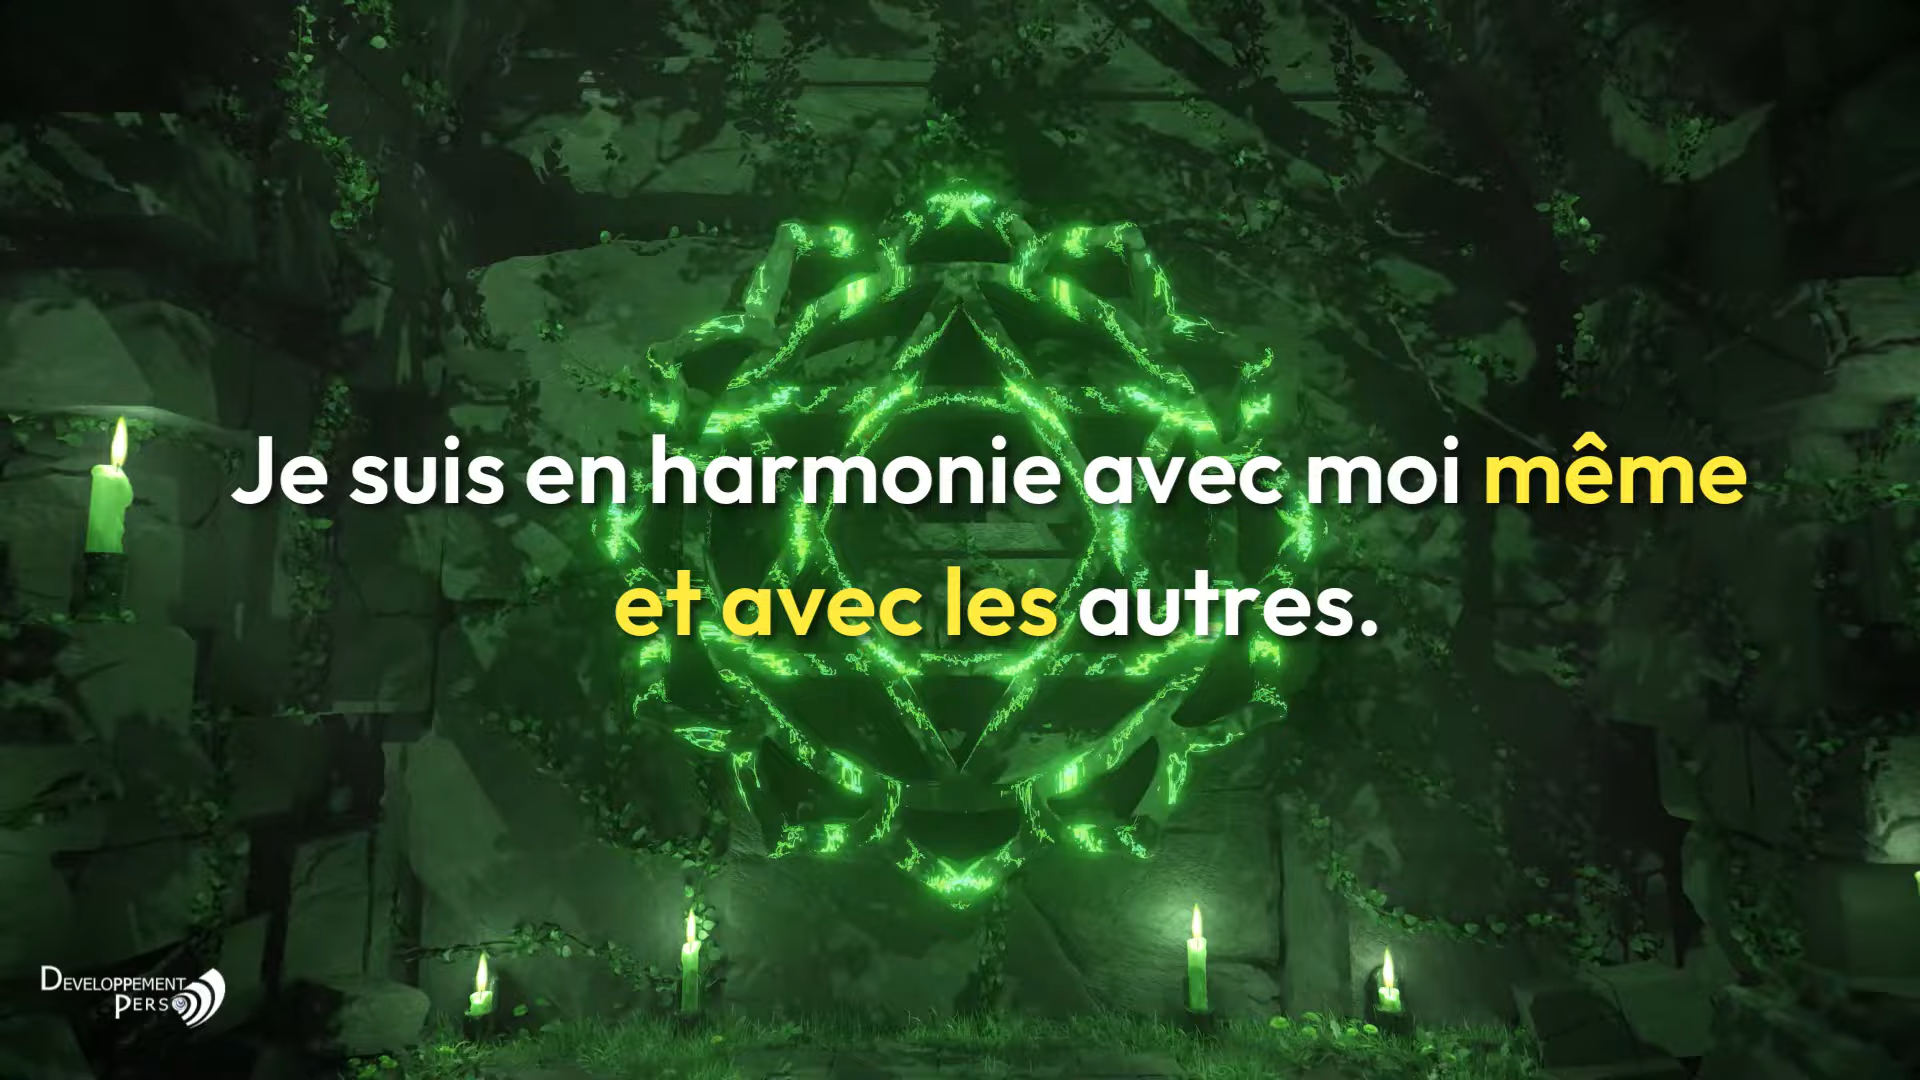 Je suis en harmonie avec moi même
et avec les autres.
DEVELOPPEMENT
PERSO